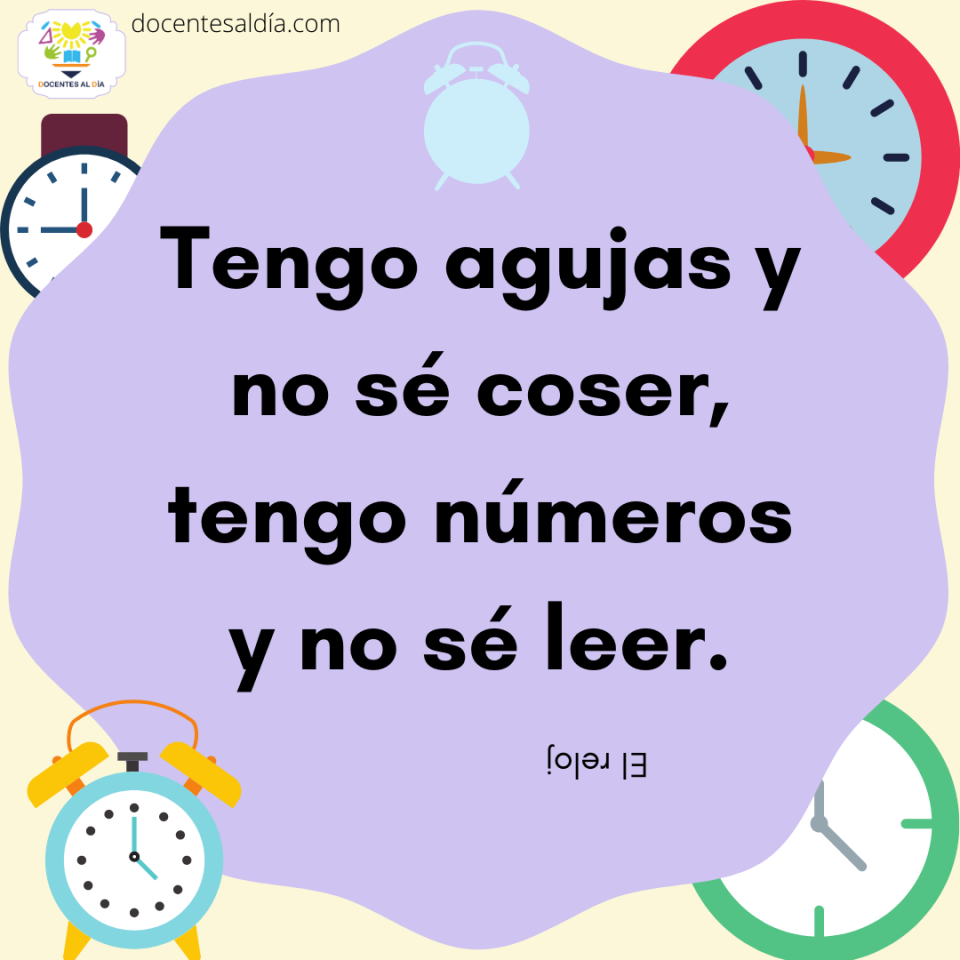 docentesaldía.com
DOCENTES AL DÍA
Tengo agujas y
no sé coser,
tengo números
y no sé leer.
El reloj